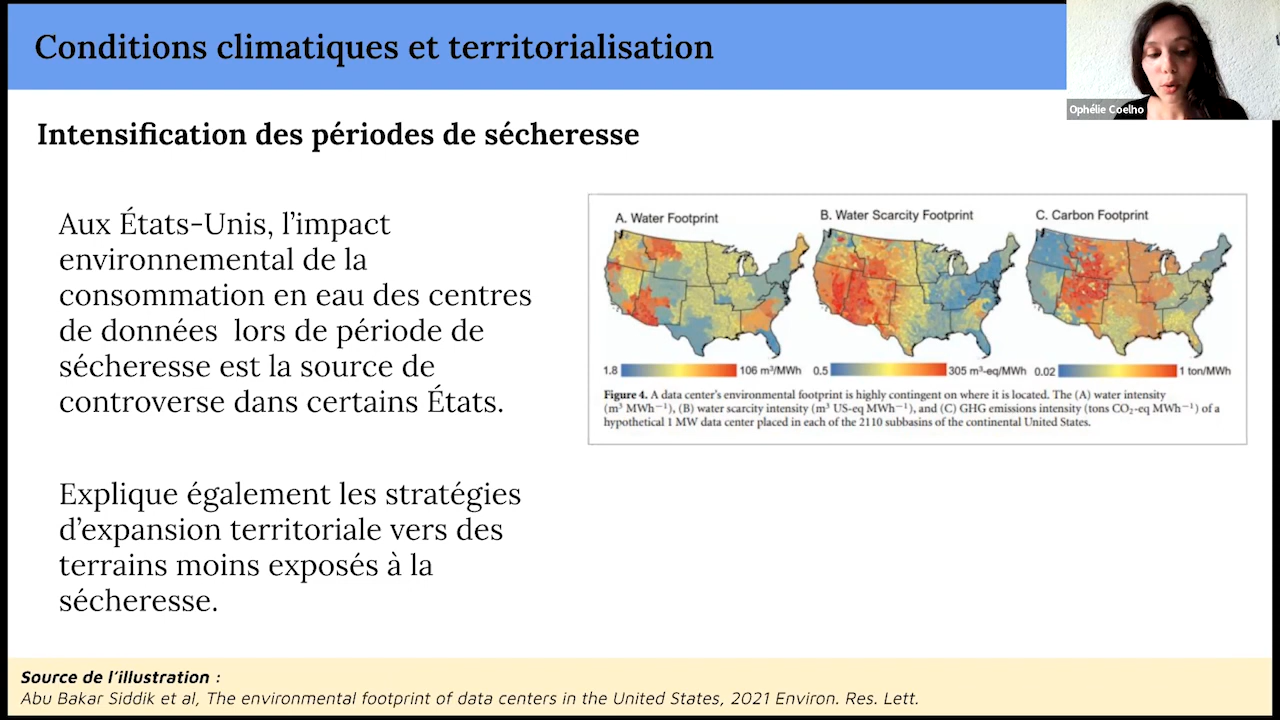 Conditions climatiques et territorialisation
Ophélie Coelho
Intensification des périodes de sécheresse
Aux États-Unis, l'impact
environnemental de la
consommation en eau des centres
de données  lors de période de
sécheresse est la source de
controverse dans certains États.
Explique également les stratégies
d'expansion territoriale vers des
terrains moins exposés à la
sécheresse.
A. Water Footprint
B. Water Scarcity Footprint
C. Carbon Footprint
1.8 106 m³/MWh 0.5 305 m³-eq/MWh 0.02 1 ton/MWh
Figure 4. A data center's environmental footprint is highly contingent on where it is located. The (A) water intensity
(m³ MWh⁻¹), (B) water scarcity intensity (m³ US-eq MWh⁻¹), and (C) GHG emissions intensity (tons CO₂-eq MWh⁻¹) of a
hypothetical 1 MW data center placed in each of the 2110 subbasins of the continental United States.
Source de l'illustration :
Abu Bakar Siddik et al, The environmental footprint of data centers in the United States, 2021 Environ. Res. Lett.